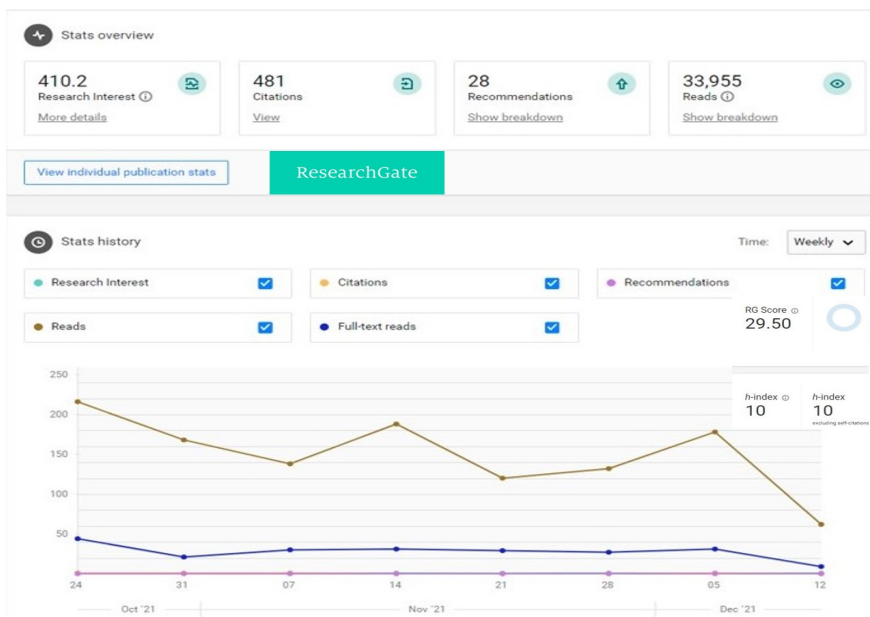 Stats overview
410.2
Research Interest
More details
481
Citations
View
28
Recommendations
Show breakdown
33,955
Reads
Show breakdown
View individual publication stats
ResearchGate
Stats history
Time: Weekly
Research Interest
Citations
Recommendations
Reads
Full-text reads
RG Score
29.50
h-index
10
h-index
10
excluding self-citations
250
200
150
100
50
24 31 07 14 21 28 05 12
Oct '21 Nov '21 Dec '21